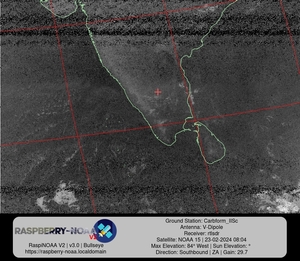 RASPBERRY-NOAA
V2
RaspiNOAA V2 | v3.0 | Bullseye
https://raspberry-noaa.localdomain
Ground Station: Carbform_IISc
Antenna: V-Dipole
Receiver: rtlsdr
Satellite: NOAA 15 | 23-02-2024 08:04
Max Elevation: 84° West | Sun Elevation: °
Direction: Southbound | ZA | Gain: 29.7